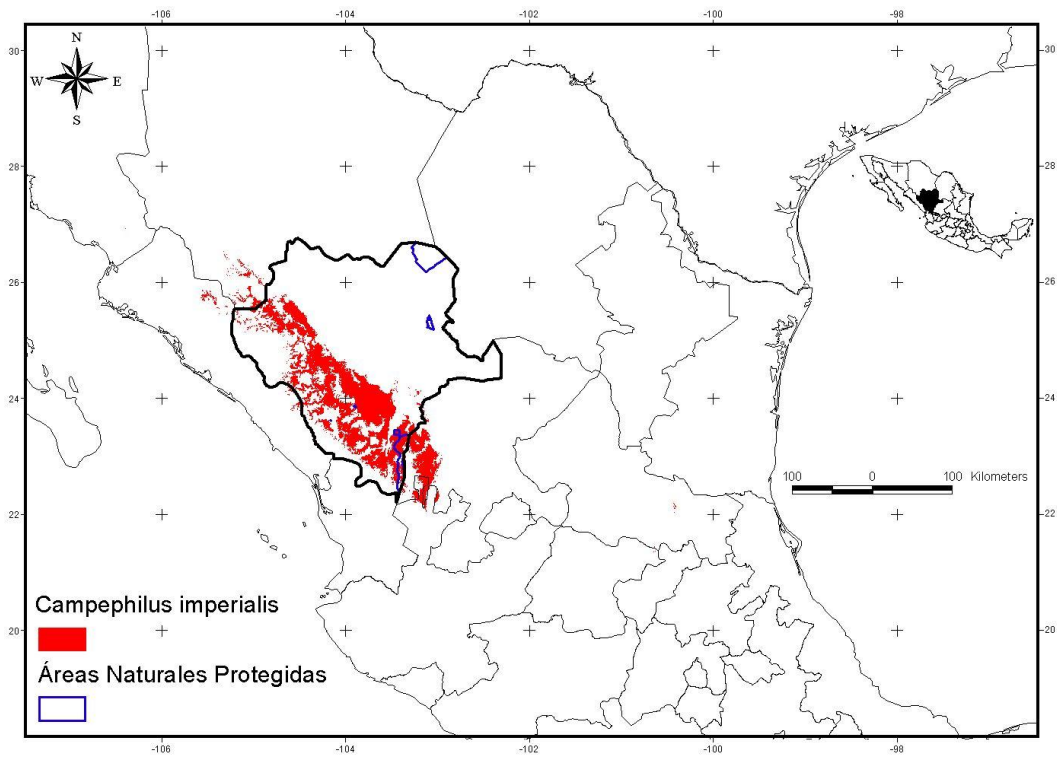 -106 -104 -102 -100 -98
30 30
N
W E
S
28 28
26 26
24 24
100 0 100 Kilometers
22 22
Campephilus imperialis
20 20
Áreas Naturales Protegidas
-106 -104 -102 -100 -98